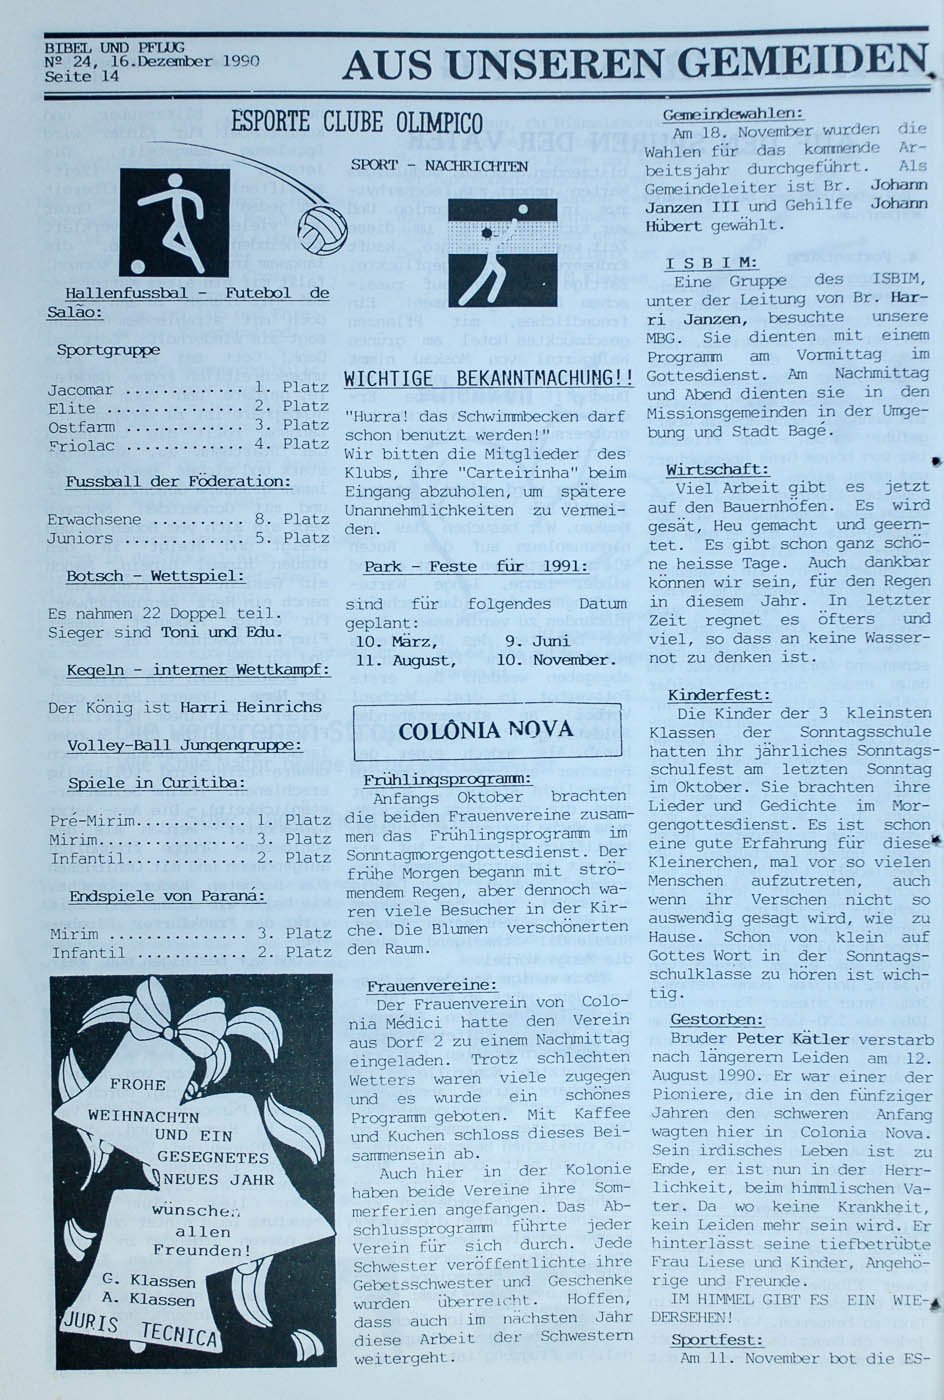 BIBEL UND PFLUG
Nº 24, 16.Dezember 1990
Seite 14
AUS UNSEREN GEMEIDEN
ESPORTE CLUBE OLIMPICO
SPORT - NACHRICHTEN
Hallenfussbal - Futebol de
Salão:
Sportgruppe
Jacomar ............ 1. Platz
Elite .............. 2. Platz
Ostfarm ............ 3. Platz
Friolac ............ 4. Platz
Fussball der Föderation:
Erwachsene ......... 8. Platz
Juniors ............ 5. Platz
Botsch - Wettspiel:
Es nahmen 22 Doppel teil.
Sieger sind Toni und Edu.
Kegeln - interner Wettkampf:
Der König ist Harri Heinrichs
Volley-Ball Jungengruppe:
Spiele in Curitiba:
Pré-Mirim........... 1. Platz
Mirim............... 3. Platz
Infantil............ 2. Platz
Endspiele von Paraná:
Mirim .............. 3. Platz
Infantil ........... 2. Platz
FROHE
WEIHNACHTN
UND EIN
GESEGNETES
NEUES JAHR
wünschen
allen
Freunden!
G. Klassen
A. Klassen
JURIS TECNICA
WICHTIGE BEKANNTMACHUNG!!
"Hurra! das Schwimmbecken darf
schon benutzt werden!"
Wir bitten die Mitglieder des
Klubs, ihre "Carteirinha" beim
Eingang abzuholen, um spätere
Unannehmlichkeiten zu vermei-
den.
Park - Feste für 1991:
sind für folgendes Datum
geplant:
10. März, 9. Juni
11. August, 10. November.
COLÔNIA NOVA
Frühlingsprogramm:
Anfangs Oktober brachten
die beiden Frauenvereine zusam-
men das Frühlingsprogramm im
Sonntagmorgengottesdienst. Der
frühe Morgen begann mit strö-
mendem Regen, aber dennoch wa-
ren viele Besucher in der Kir-
che. Die Blumen verschönerten
den Raum.
Frauenvereine:
Der Frauenverein von Colo-
nia Médici hatte den Verein
aus Dorf 2 zu einem Nachmittag
eingeladen. Trotz schlechten
Wetters waren viele zugegen
und es wurde ein schönes
Programm geboten. Mit Kaffee
und Kuchen schloss dieses Bei-
sammensein ab.
Auch hier in der Kolonie
haben beide Vereine ihre Som-
merferien angefangen. Das Ab-
schlussprogramm führte jeder
Verein für sich durch. Jede
Schwester veröffentlichte ihre
Gebetsschwester und Geschenke
wurden überreicht. Hoffen,
dass auch im nächsten Jahr
diese Arbeit der Schwestern
weitergeht.
Gemeindewahlen:
Am 18. November wurden die
Wahlen für das kommende Ar-
beitsjahr durchgeführt. Als
Gemeindeleiter ist Br. Johann
Janzen III und Gehilfe Johann
Hübert gewählt.
I S B I M:
Eine Gruppe des ISBIM,
unter der Leitung von Br. Har-
ri Janzen, besuchte unsere
MBG. Sie dienten mit einem
Programm am Vormittag im
Gottesdienst. Am Nachmittag
und Abend dienten sie in den
Missionsgemeinden in der Umge-
bung und Stadt Bagé.
Wirtschaft:
Viel Arbeit gibt es jetzt
auf den Bauernhöfen. Es wird
gesät, Heu gemacht und geern-
tet. Es gibt schon ganz schö-
ne heisse Tage. Auch dankbar
können wir sein, für den Regen
in diesem Jahr. In letzter
Zeit regnet es öfters und
viel, so dass an keine Wasser-
not zu denken ist.
Kinderfest:
Die Kinder der 3 kleinsten
Klassen der Sonntagsschule
hatten ihr jährliches Sonntags-
schulfest am letzten Sonntag
im Oktober. Sie brachten ihre
Lieder und Gedichte im Mor-
gengottesdienst. Es ist schon
eine gute Erfahrung für diese
Kleinerchen, mal vor so vielen
Menschen aufzutreten, auch
wenn ihr Verschen nicht so
auswendig gesagt wird, wie zu
Hause. Schon von klein auf
Gottes Wort in der Sonntags-
schulklasse zu hören ist wich-
tig.
Gestorben:
Bruder Peter Kätler verstarb
nach längerem Leiden am 12.
August 1990. Er war einer der
Pioniere, die in den fünfziger
Jahren den schweren Anfang
wagten hier in Colonia Nova.
Sein irdisches Leben ist zu
Ende, er ist nun in der Herr-
lichkeit, beim himmlischen Va-
ter. Da wo keine Krankheit,
kein Leiden mehr sein wird. Er
hinterlässt seine tiefbetrübte
Frau Liese und Kinder, Angehö-
rige und Freunde.
IM HIMMEL GIBT ES EIN WIE-
DERSEHEN!
Sportfest:
Am 11. November bot die ES-